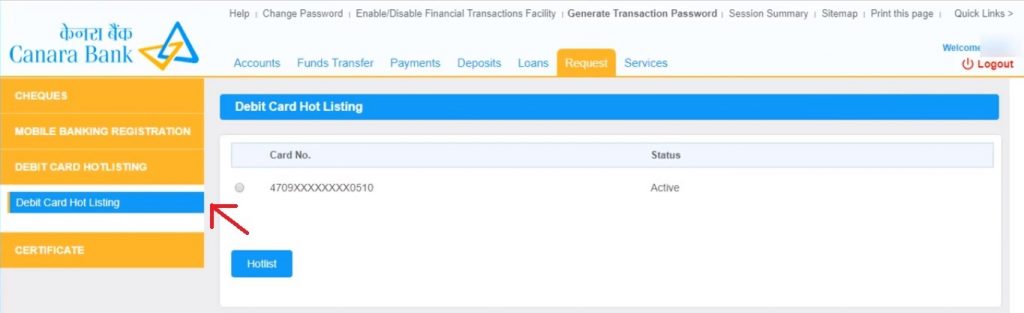 Help | Change Password | Enable/Disable Financial Transactions Facility | Generate Transaction Password | Session Summary | Sitemap | Print this page | Quick Links >
केनरा बैंक
Canara Bank
Welcome
Logout
Accounts Funds Transfer Payments Deposits Loans Request Services
CHEQUES
MOBILE BANKING REGISTRATION
DEBIT CARD HOTLISTING
Debit Card Hot Listing
CERTIFICATE
Debit Card Hot Listing
Card No. Status
4709XXXXXXXX0510 Active
Hotlist